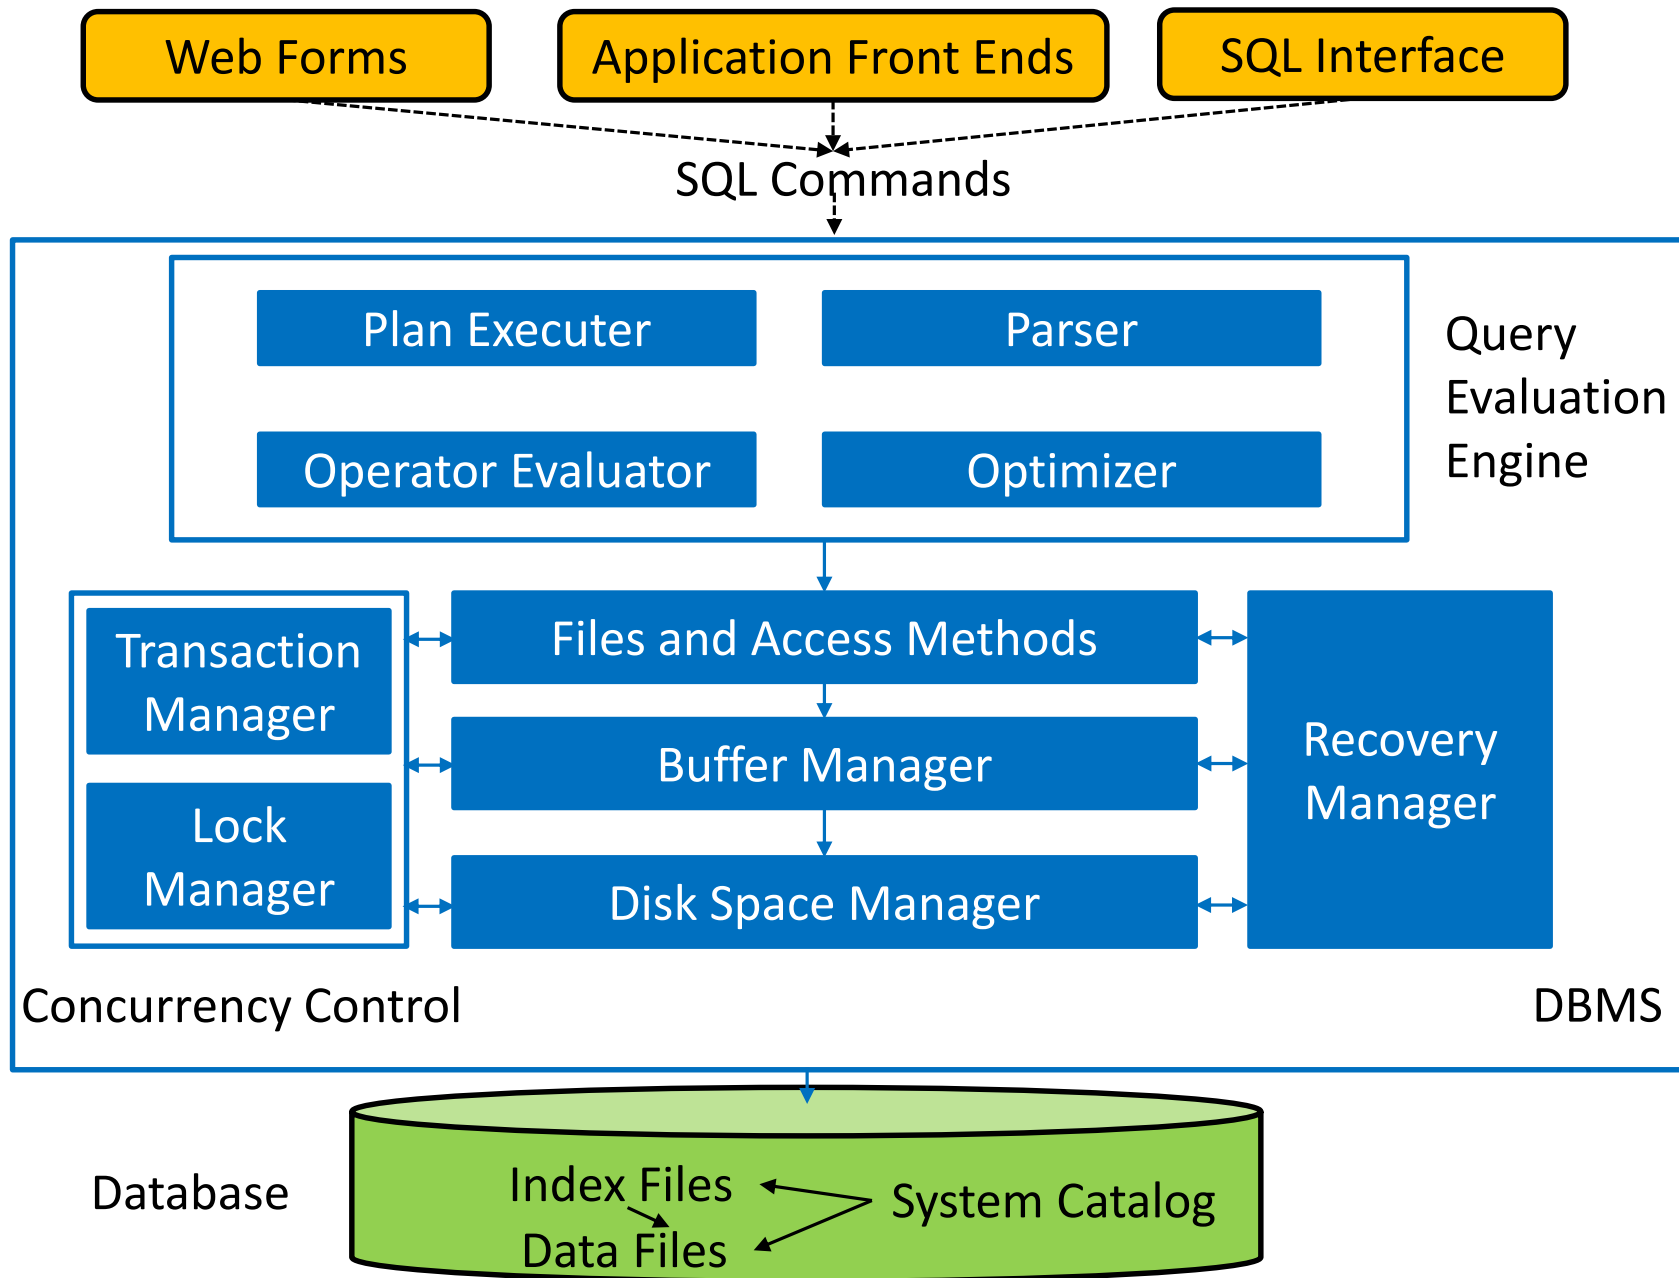 Web Forms
Application Front Ends
SQL Interface
SQL Commands
Plan Executer
Parser
Query
Evaluation
Engine
Operator Evaluator
Optimizer
Transaction
Manager
Files and Access Methods
Buffer Manager
Recovery
Manager
Lock
Manager
Disk Space Manager
Concurrency Control
DBMS
Database
Index Files
System Catalog
Data Files